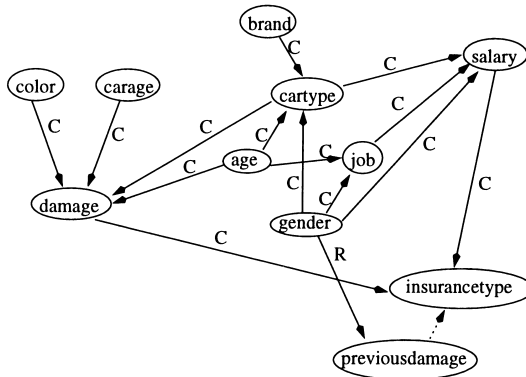 brand
C
salary
C
color
carage
cartype
C
C
C
C
C
C
age
C
job
C
damage
C
C
C
gender
C
R
insurancetype
previousdamage